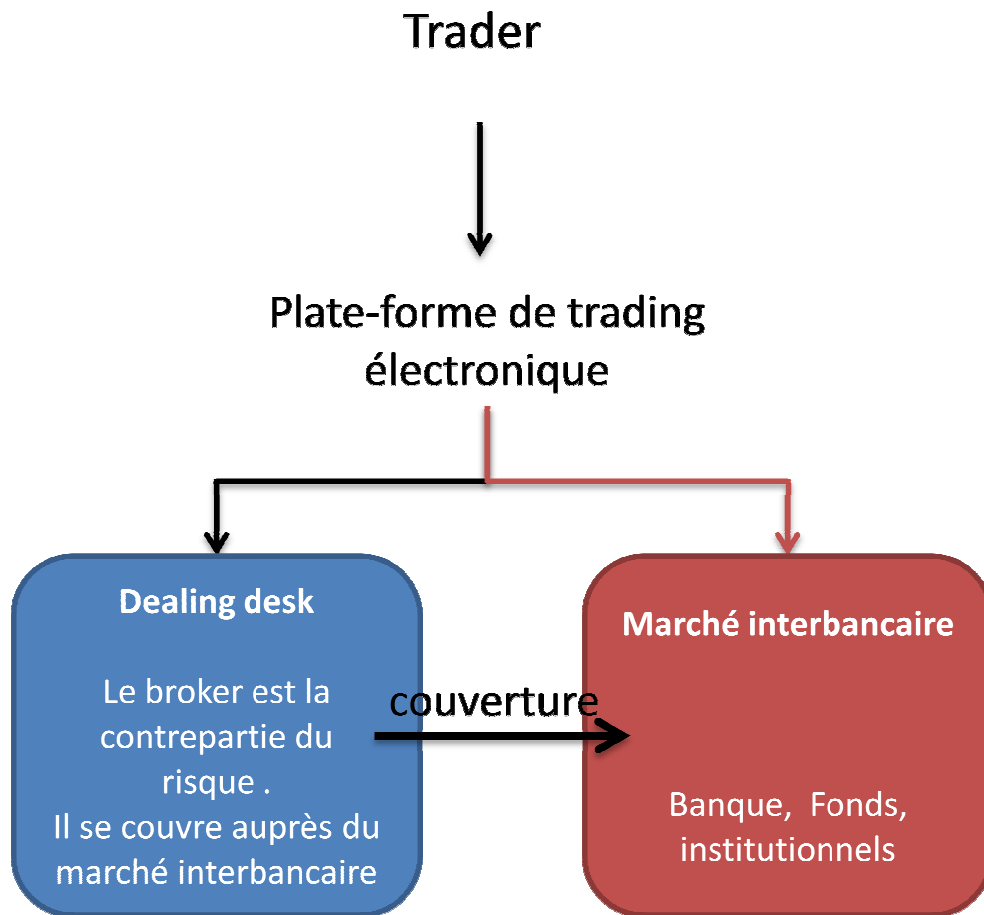 Trader
Plate-forme de trading
électronique
Dealing desk
Le broker est la
contrepartie du
risque .
Il se couvre auprès du
marché interbancaire
couverture
Marché interbancaire
Banque, Fonds,
institutionnels